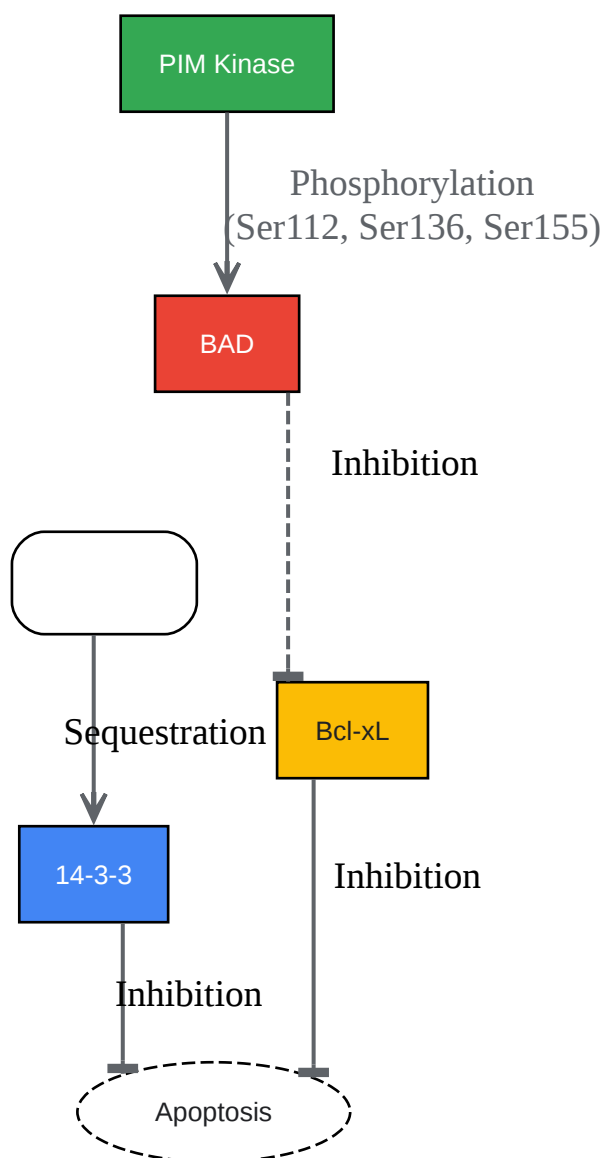 PIM Kinase
Phosphorylation
(Ser112, Ser136, Ser155)
BAD
Inhibition
Sequestration
Bcl-xL
14-3-3
Inhibition
Inhibition
Apoptosis